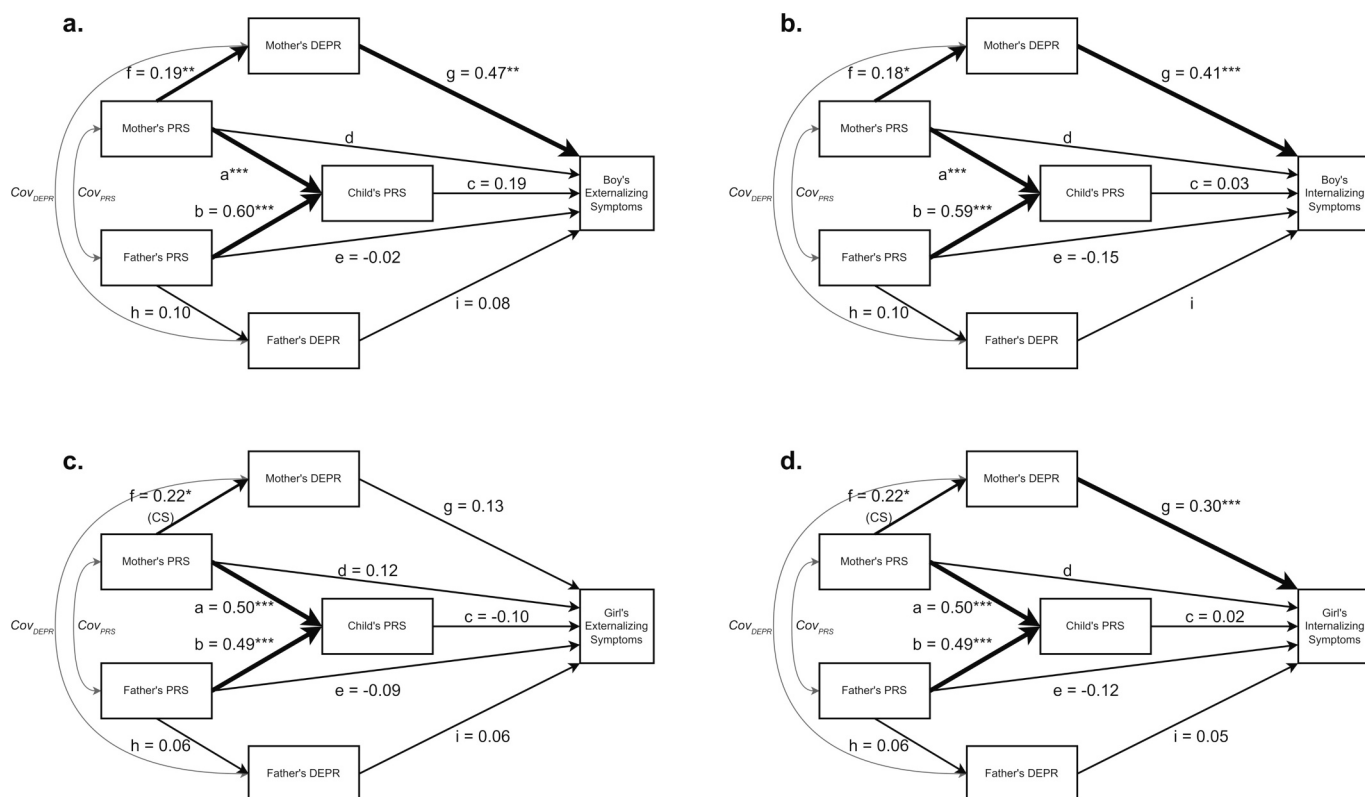 a.
Mother's DEPR
f = 0.19**
g = 0.47**
Mother's PRS
d
a***
Child's PRS
c = 0.19
Boy's
Externalizing
Symptoms
Cov_DEPR
Cov_PRS
b = 0.60***
Father's PRS
e = -0.02
h = 0.10
i = 0.08
Father's DEPR
b.
Mother's DEPR
f = 0.18*
g = 0.41***
Mother's PRS
d
a***
Child's PRS
c = 0.03
Boy's
Internalizing
Symptoms
Cov_DEPR
Cov_PRS
b = 0.59***
Father's PRS
e = -0.15
h = 0.10
i
Father's DEPR
c.
Mother's DEPR
f = 0.22*
(CS)
g = 0.13
Mother's PRS
d = 0.12
a = 0.50***
Child's PRS
c = -0.10
Girl's
Externalizing
Symptoms
Cov_DEPR
Cov_PRS
b = 0.49***
Father's PRS
e = -0.09
h = 0.06
i = 0.06
Father's DEPR
d.
Mother's DEPR
f = 0.22*
(CS)
g = 0.30***
Mother's PRS
d
a = 0.50***
Child's PRS
c = 0.02
Girl's
Internalizing
Symptoms
Cov_DEPR
Cov_PRS
b = 0.49***
Father's PRS
e = -0.12
h = 0.06
i = 0.05
Father's DEPR